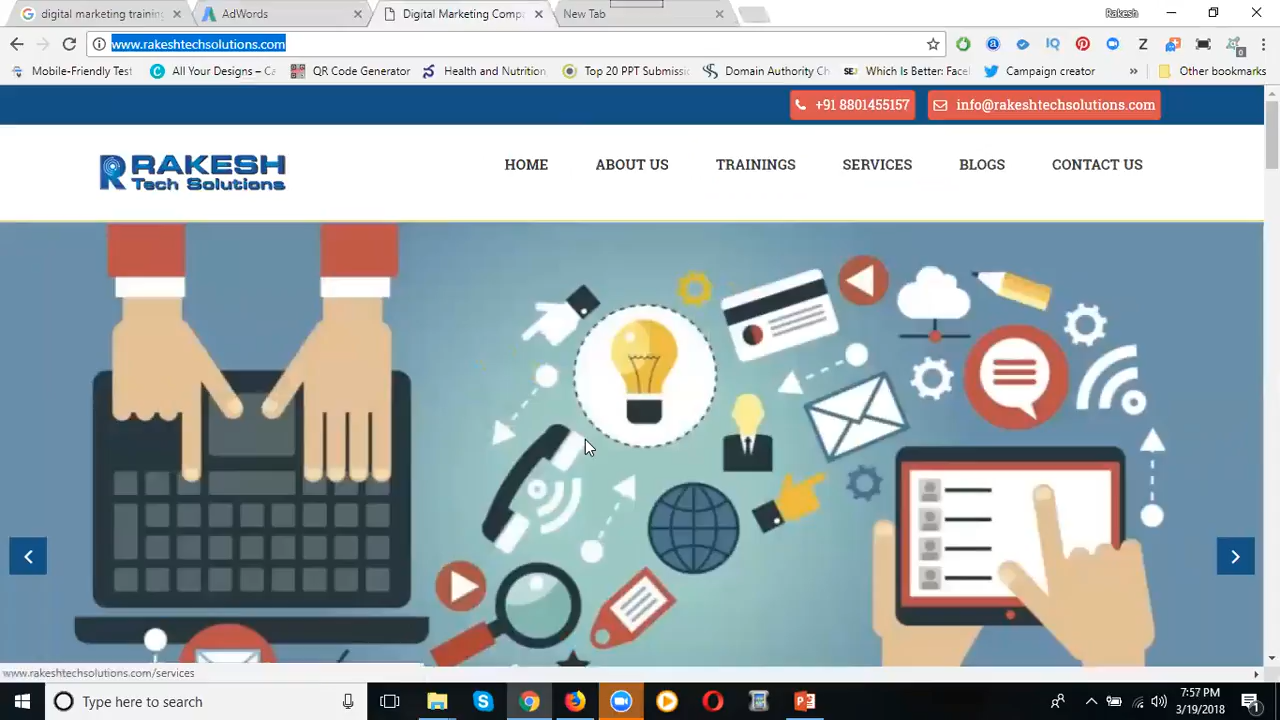 digital marketing training
AdWords
Digital Marketing Comp
New Tab
Rakesh
www.rakeshtechsolutions.com
Mobile-Friendly Test
All Your Designs – Ca
QR Code Generator
Health and Nutrition
Top 20 PPT Submissi
Domain Authority Ch
Which Is Better: Facel
Campaign creator
»
Other bookmarks
+91 8801455157
info@rakeshtechsolutions.com
RAKESH
Tech Solutions
HOME
ABOUT US
TRAININGS
SERVICES
BLOGS
CONTACT US
www.rakeshtechsolutions.com/services
Type here to search
7:57 PM
3/19/2018